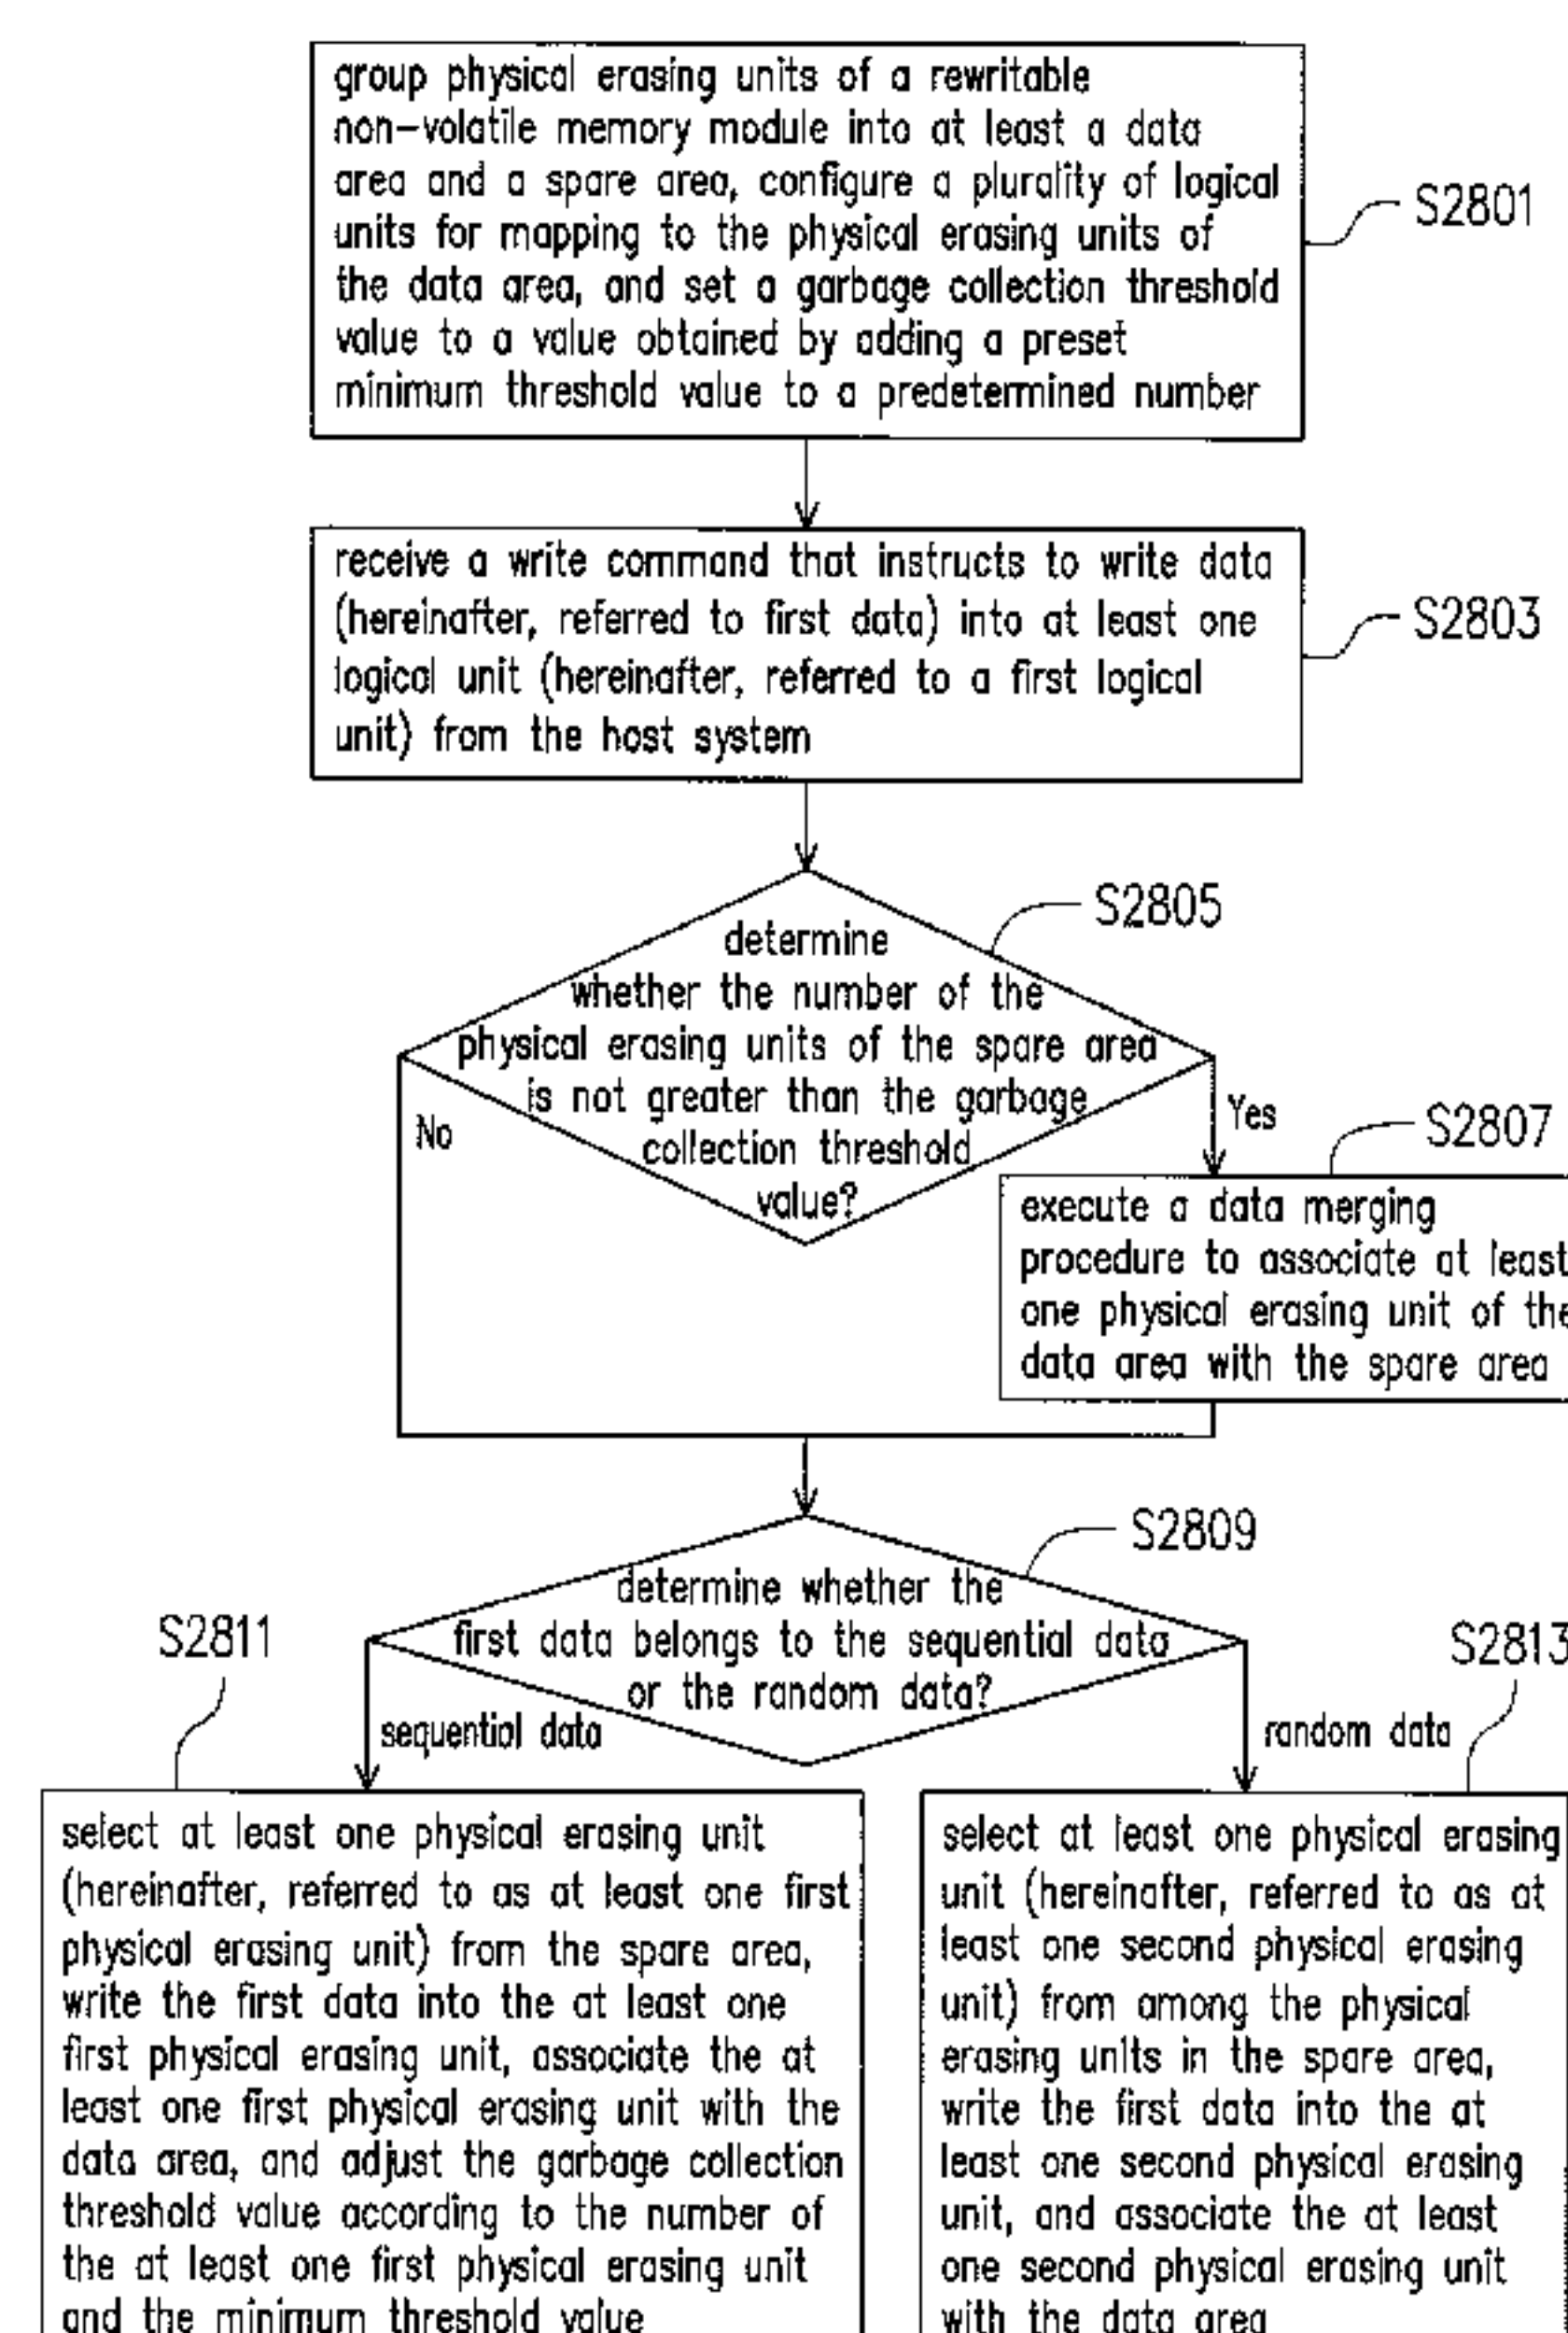 group physical erasing units of a rewritable
non-volatile memory module into at least a data
area and a spare area, configure a plurality of logical
units for mapping to the physical erasing units of
the data area, and set a garbage collection threshold
value to a value obtained by adding a preset
minimum threshold value to a predetermined number
S2801
receive a write command that instructs to write data
(hereinafter, referred to first data) into at least one
logical unit (hereinafter, referred to a first logical
unit) from the host system
S2803
S2805
determine
whether the number of the
physical erasing units of the spare area
is not greater than the garbage
collection threshold
value?
No
Yes
S2807
execute a data merging
procedure to associate at least
one physical erasing unit of the
data area with the spare area
S2809
determine whether the
first data belongs to the sequential data
or the random data?
S2811
sequential data
S2813
random data
select at least one physical erasing unit
(hereinafter, referred to as at least one first
physical erasing unit) from the spare area,
write the first data into the at least one
first physical erasing unit, associate the at
least one first physical erasing unit with the
data area, and adjust the garbage collection
threshold value according to the number of
the at least one first physical erasing unit
and the minimum threshold value
select at least one physical erasing
unit (hereinafter, referred to as at
least one second physical erasing
unit) from among the physical
erasing units in the spare area,
write the first data into the at
least one second physical erasing
unit, and associate the at least
one second physical erasing unit
with the data area